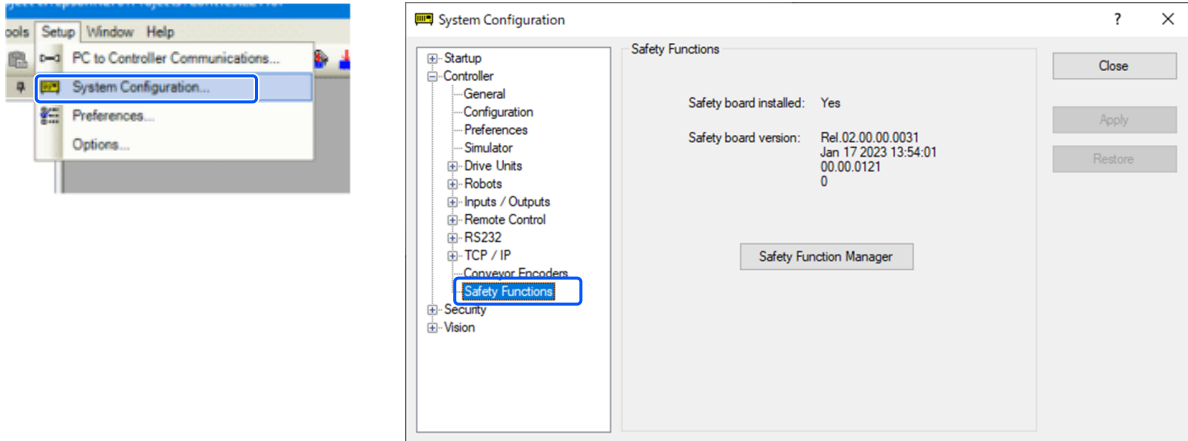 ools Setup Window Help
PC to Controller Communications...
System Configuration...
Preferences...
Options...
System Configuration
? ×
Startup
Controller
General
Configuration
Preferences
Simulator
Drive Units
Robots
Inputs / Outputs
Remote Control
RS232
TCP / IP
Conveyor Encoders
Safety Functions
Security
Vision
Safety Functions
Safety board installed: Yes
Safety board version: Rel.02.00.00.0031
Jan 17 2023 13:54:01
00.00.0121
0
Safety Function Manager
Close
Apply
Restore